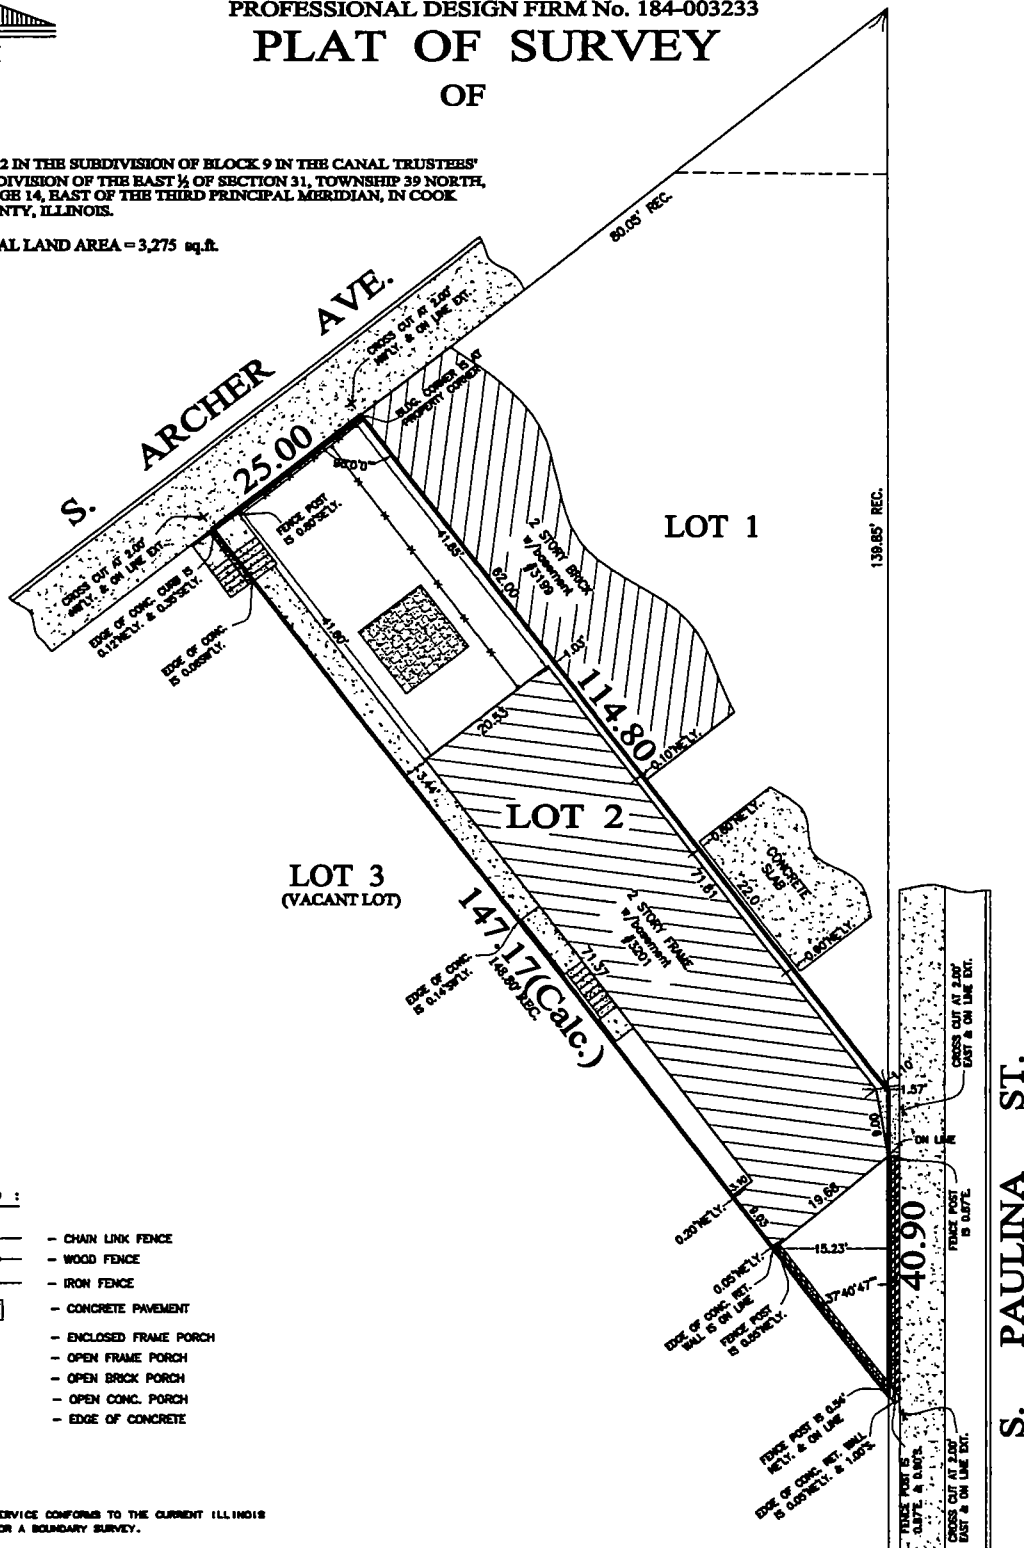 PROFESSIONAL DESIGN FIRM No. 184-003233
PLAT OF SURVEY
OF
2 IN THE SUBDIVISION OF BLOCK 9 IN THE CANAL TRUSTEES'
DIVISION OF THE EAST ½ OF SECTION 31, TOWNSHIP 39 NORTH,
GE 14, EAST OF THE THIRD PRINCIPAL MERIDIAN, IN COOK
NTY, ILLINOIS.
AL LAND AREA = 3,275 sq.ft.
80.05' REC.
S. ARCHER AVE.
CROSS CUT AT 2.00'
NW'LY. & ON LINE EXT.
BLDG. CORNER IS AT
PROPERTY CORNER
25.00
FENCE POST
IS 0.80'SE'LY.
139.85' REC.
LOT 1
CROSS CUT AT 2.00'
NW'LY. & ON LINE EXT.
EDGE OF CONC. CURB IS
0.12'NE'LY. & 0.35'SE'LY.
EDGE OF CONC.
41.85'
62.00
2 STORY BRICK
w/basement
#3199
41.80'
1.03'
114.80
20.53
0.10'NE'LY.
3.44'
LOT 2
0.60'NE'LY.
CONCRETE
SLAB
22.0
71.81
0.60'NE'LY.
LOT 3
(VACANT LOT)
2 STORY FRAME
w/basement
#3201
147.17(Calc.)
148.80' REC.
71.37
EDGE OF CONC.
IS 0.14'SW'LY.
CROSS CUT AT 2.00'
EAST & ON LINE EXT.
1.10'
1.57'
9.00
ON LINE
S. PAULINA ST.
3.10
19.68
0.20'NE'LY.
9.03
FENCE POST
IS 0.87'E.
40.90
15.23'
0.05'NE'LY.
EDGE OF CONC. RET.
WALL IS ON LINE
FENCE POST
IS 0.55'NE'LY.
37°40'47"
:
- CHAIN LINK FENCE
- WOOD FENCE
- IRON FENCE
- CONCRETE PAVEMENT
- ENCLOSED FRAME PORCH
- OPEN FRAME PORCH
- OPEN BRICK PORCH
- OPEN CONC. PORCH
- EDGE OF CONCRETE
FENCE POST IS 0.54'
NE'LY. & ON LINE
EDGE OF CONC. RET. WALL
IS 0.05'NE'LY. & 1.00'S.
FENCE POST IS
0.87'E. & 0.90'S.
CROSS CUT AT 2.00'
EAST & ON LINE EXT.
ERVICE CONFORMS TO THE CURRENT ILLINOIS
OR A BOUNDARY SURVEY.